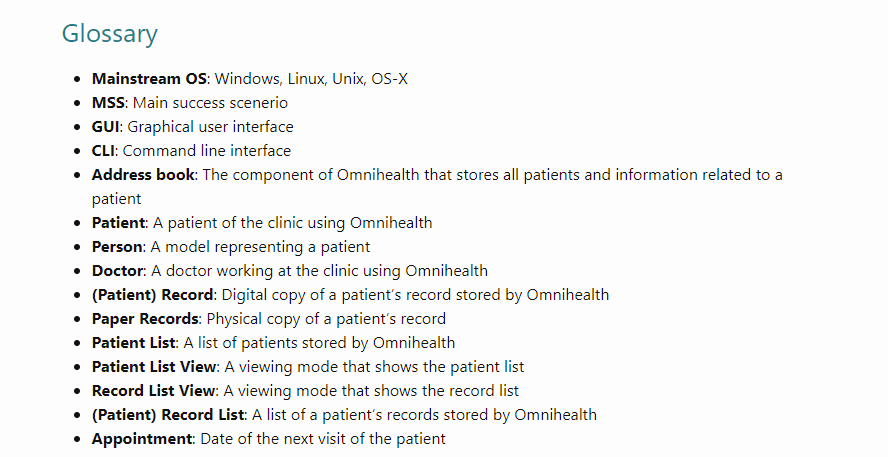 Glossary
Mainstream OS: Windows, Linux, Unix, OS-X
MSS: Main success scenerio
GUI: Graphical user interface
CLI: Command line interface
Address book: The component of Omnihealth that stores all patients and information related to a
patient
Patient: A patient of the clinic using Omnihealth
Person: A model representing a patient
Doctor: A doctor working at the clinic using Omnihealth
(Patient) Record: Digital copy of a patient's record stored by Omnihealth
Paper Records: Physical copy of a patient's record
Patient List: A list of patients stored by Omnihealth
Patient List View: A viewing mode that shows the patient list
Record List View: A viewing mode that shows the record list
(Patient) Record List: A list of a patient's records stored by Omnihealth
Appointment: Date of the next visit of the patient